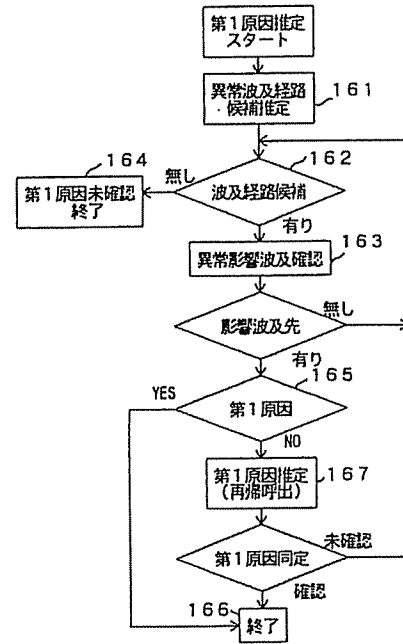 第1原因推定
スタート
異常波及経路
・候補推定
161
164
162
無し
第1原因未確認
終了
波及経路候補
有り
163
異常影響波及確認
無し
影響波及先
有り
165
YES
第1原因
NO
第1原因推定
(再帰呼出)
167
未確認
第1原因同定
確認
166
終了